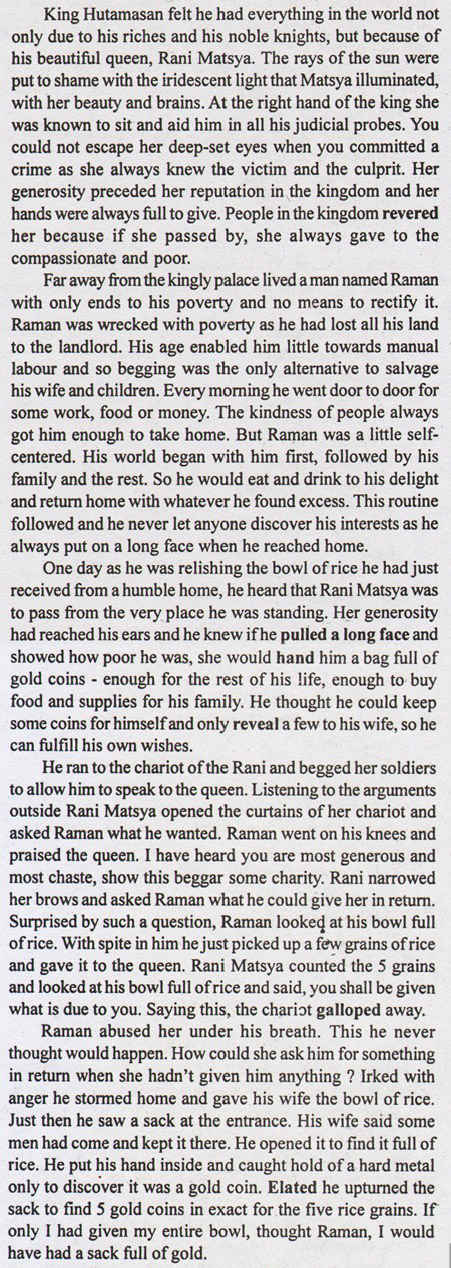 King Hutamasan felt he had everything in the world not
only due to his riches and his noble knights, but because of
his beautiful queen, Rani Matsya. The rays of the sun were
put to shame with the iridescent light that Matsya illuminated,
with her beauty and brains. At the right hand of the king she
was known to sit and aid him in all his judicial probes. You
could not escape her deep-set eyes when you committed a
crime as she always knew the victim and the culprit. Her
generosity preceded her reputation in the kingdom and her
hands were always full to give. People in the kingdom revered
her because if she passed by, she always gave to the
compassionate and poor.
Far away from the kingly palace lived a man named Raman
with only ends to his poverty and no means to rectify it.
Raman was wrecked with poverty as he had lost all his land
to the landlord. His age enabled him little towards manual
labour and so begging was the only alternative to salvage
his wife and children. Every morning he went door to door for
some work, food or money. The kindness of people always
got him enough to take home. But Raman was a little self-
centered. His world began with him first, followed by his
family and the rest. So he would eat and drink to his delight
and return home with whatever he found excess. This routine
followed and he never let anyone discover his interests as he
always put on a long face when he reached home.
One day as he was relishing the bowl of rice he had just
received from a humble home, he heard that Rani Matsya was
to pass from the very place he was standing. Her generosity
had reached his ears and he knew if he pulled a long face and
showed how poor he was, she would hand him a bag full of
gold coins - enough for the rest of his life, enough to buy
food and supplies for his family. He thought he could keep
some coins for himself and only reveal a few to his wife, so he
can fulfill his own wishes.
He ran to the chariot of the Rani and begged her soldiers
to allow him to speak to the queen. Listening to the arguments
outside Rani Matsya opened the curtains of her chariot and
asked Raman what he wanted. Raman went on his knees and
praised the queen. I have heard you are most generous and
most chaste, show this beggar some charity. Rani narrowed
her brows and asked Raman what he could give her in return.
Surprised by such a question, Raman looked at his bowl full
of rice. With spite in him he just picked up a few grains of rice
and gave it to the queen. Rani Matsya counted the 5 grains
and looked at his bowl full of rice and said, you shall be given
what is due to you. Saying this, the chariot galloped away.
Raman abused her under his breath. This he never
thought would happen. How could she ask him for something
in return when she hadn't given him anything ? Irked with
anger he stormed home and gave his wife the bowl of rice.
Just then he saw a sack at the entrance. His wife said some
men had come and kept it there. He opened it to find it full of
rice. He put his hand inside and caught hold of a hard metal
only to discover it was a gold coin. Elated he upturned the
sack to find 5 gold coins in exact for the five rice grains. If
only I had given my entire bowl, thought Raman, I would
have had a sack full of gold.